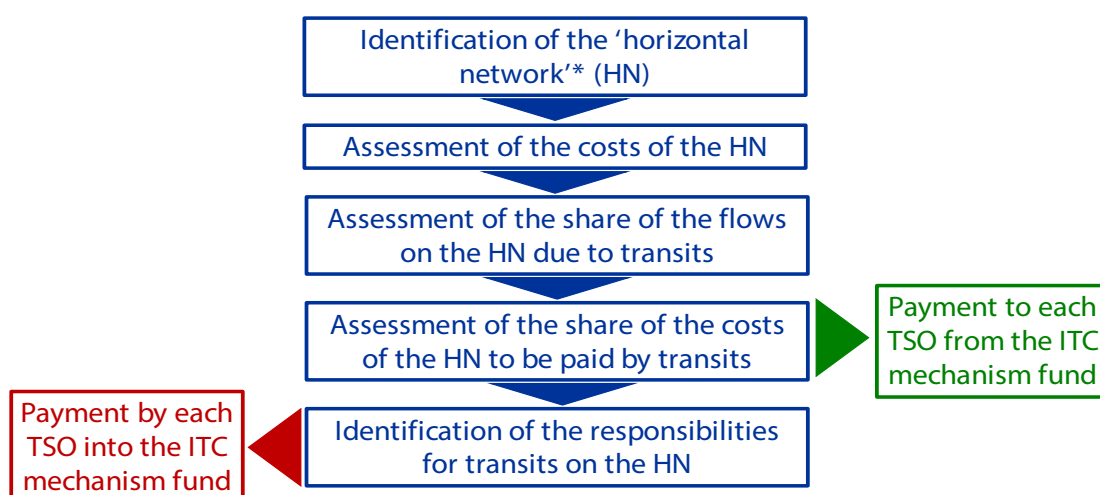 Identification of the ‘horizontal
network’* (HN)
Assessment of the costs of the HN
Assessment of the share of the flows
on the HN due to transits
Assessment of the share of the costs
of the HN to be paid by transits
Payment to each
TSO from the ITC
mechanism fund
Payment by each
TSO into the ITC
mechanism fund
Identification of the responsibilities
for transits on the HN